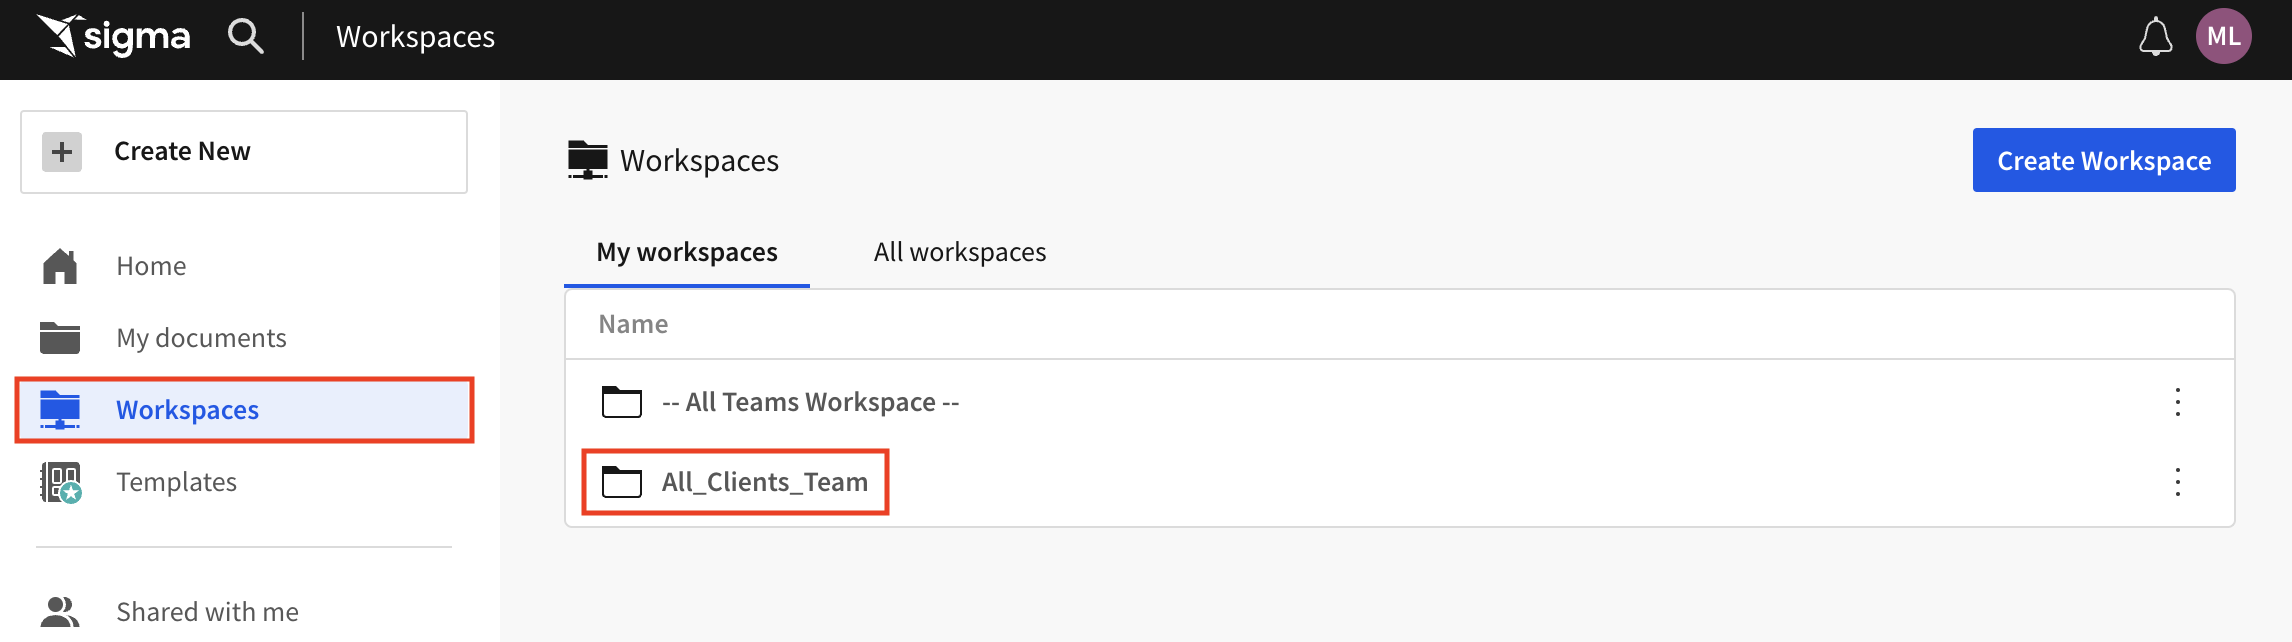 sigma
Workspaces
ML
Create New
Home
My documents
Workspaces
Templates
Shared with me
Workspaces
Create Workspace
My workspaces
All workspaces
Name
-- All Teams Workspace --
All_Clients_Team